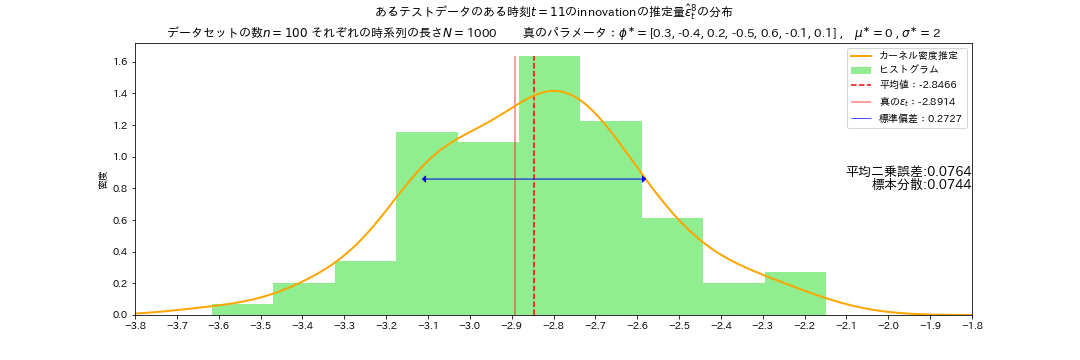 あるテストデータのある時刻t = 11のinnovationの推定量ε̂_t^8の分布
データセットの数n = 100 それぞれの時系列の長さN = 1000 真のパラメータ：ϕ* = [0.3, -0.4, 0.2, -0.5, 0.6, -0.1, 0.1] , μ* = 0 , σ* = 2
カーネル密度推定
ヒストグラム
平均値：-2.8466
真のε_t：-2.8914
標準偏差：0.2727
平均二乗誤差:0.0764
標本分散:0.0744
密度
1.6
1.4
1.2
1.0
0.8
0.6
0.4
0.2
0.0
−3.8 −3.7 −3.6 −3.5 −3.4 −3.3 −3.2 −3.1 −3.0 −2.9 −2.8 −2.7 −2.6 −2.5 −2.4 −2.3 −2.2 −2.1 −2.0 −1.9 −1.8